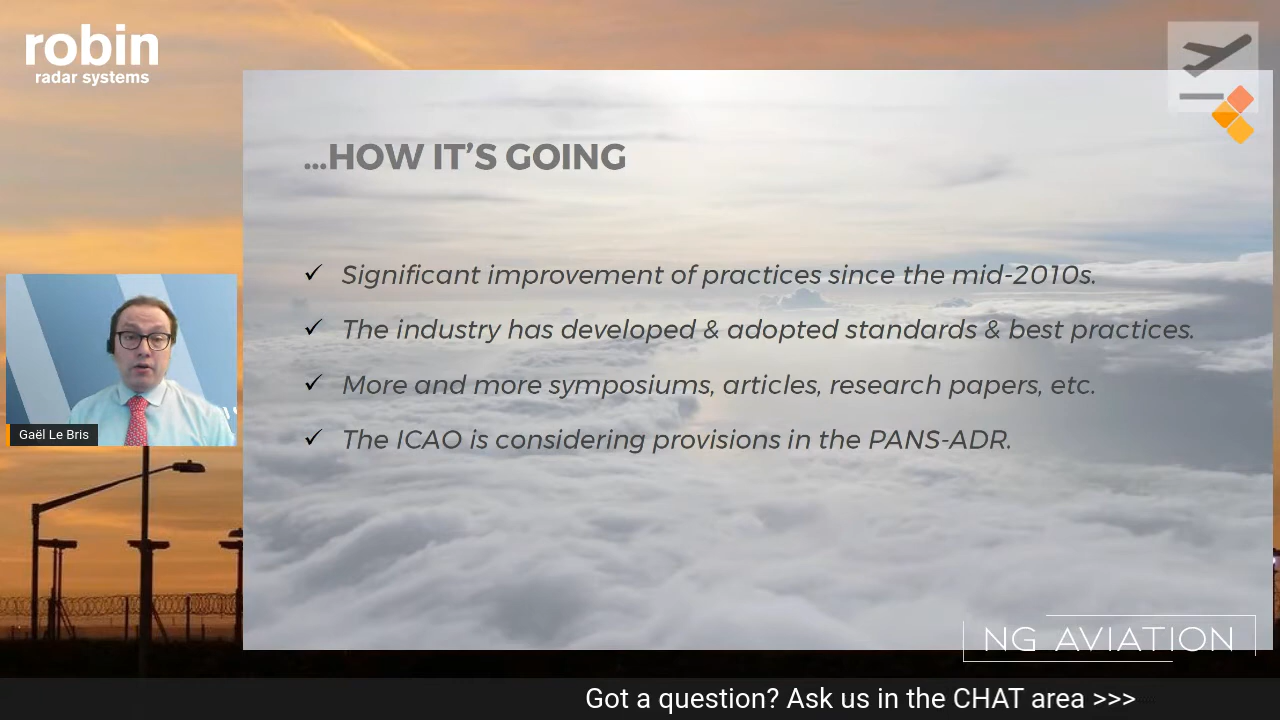 robin
radar systems
...HOW IT'S GOING
✓ Significant improvement of practices since the mid-2010s.
✓ The industry has developed & adopted standards & best practices.
✓ More and more symposiums, articles, research papers, etc.
✓ The ICAO is considering provisions in the PANS-ADR.
Gaël Le Bris
NG AVIATION
Got a question? Ask us in the CHAT area >>>